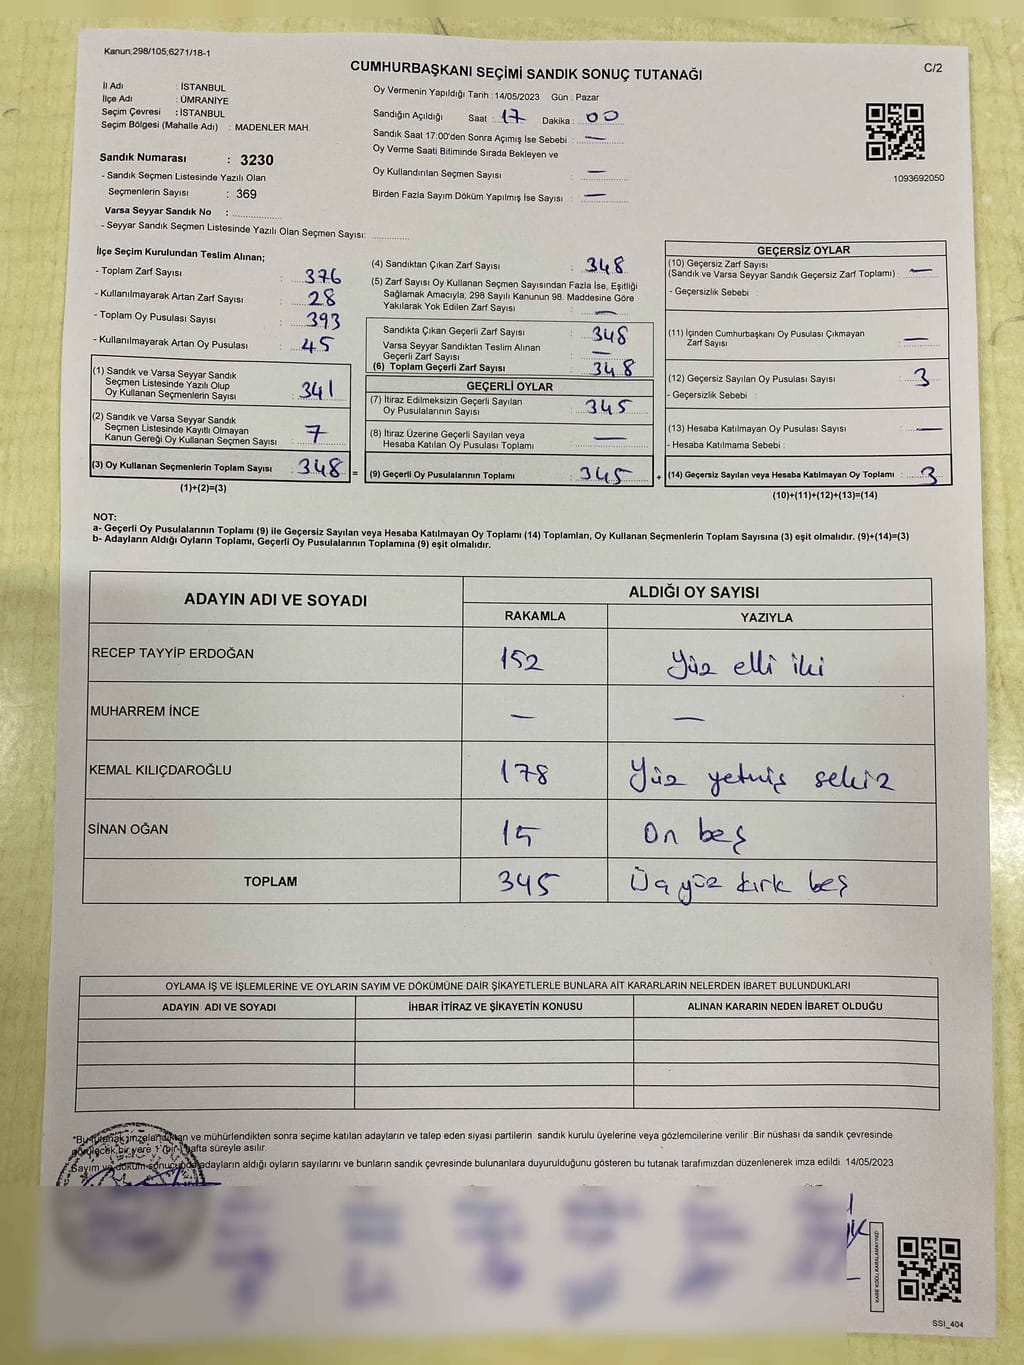 Kanun;298/105;6271/18-1
C/2
CUMHURBAŞKANI SEÇİMİ SANDIK SONUÇ TUTANAĞI
İl Adı : İSTANBUL
İlçe Adı : ÜMRANİYE
Seçim Çevresi : İSTANBUL
Seçim Bölgesi (Mahalle Adı) : MADENLER MAH.
Sandık Numarası : 3230
- Sandık Seçmen Listesinde Yazılı Olan
Seçmenlerin Sayısı : 369
Varsa Seyyar Sandık No :
- Seyyar Sandık Seçmen Listesinde Yazılı Olan Seçmen Sayısı:
Oy Vermenin Yapıldığı Tarih : 14/05/2023 Gün : Pazar
Sandığın Açıldığı Saat : 17 Dakika : 00
Sandık Saat 17:00'den Sonra Açımış İse Sebebi : —
Oy Verme Saati Bitiminde Sırada Bekleyen ve
Oy Kullandırılan Seçmen Sayısı : —
Birden Fazla Sayım Döküm Yapılmış İse Sayısı : —
1093692050
İlçe Seçim Kurulundan Teslim Alınan;
- Toplam Zarf Sayısı : 376
- Kullanılmayarak Artan Zarf Sayısı : 28
- Toplam Oy Pusulası Sayısı : 393
- Kullanılmayarak Artan Oy Pusulası : 45
(1) Sandık ve Varsa Seyyar Sandık
Seçmen Listesinde Yazılı Olup
Oy Kullanan Seçmenlerin Sayısı : 341
(2) Sandık ve Varsa Seyyar Sandık
Seçmen Listesinde Kayıtlı Olmayan
Kanun Gereği Oy Kullanan Seçmen Sayısı : 7
(3) Oy Kullanan Seçmenlerin Toplam Sayısı : 348 =
(1)+(2)=(3)
(4) Sandıktan Çıkan Zarf Sayısı : 348
(5) Zarf Sayısı Oy Kullanan Seçmen Sayısından Fazla İse, Eşitliği
Sağlamak Amacıyla; 298 Sayılı Kanunun 98. Maddesine Göre
Yakılarak Yok Edilen Zarf Sayısı : —
Sandıkta Çıkan Geçerli Zarf Sayısı : 348
Varsa Seyyar Sandıktan Teslim Alınan
Geçerli Zarf Sayısı : —
(6) Toplam Geçerli Zarf Sayısı : 348
GEÇERLİ OYLAR
(7) İtiraz Edilmeksizin Geçerli Sayılan
Oy Pusulalarının Sayısı : 345
(8) İtiraz Üzerine Geçerli Sayılan veya
Hesaba Katılan Oy Pusulası Toplamı : —
(9) Geçerli Oy Pusulalarının Toplamı : 345 +
GEÇERSİZ OYLAR
(10) Geçersiz Zarf Sayısı
(Sandık ve Varsa Seyyar Sandık Geçersiz Zarf Toplamı) : —
- Geçersizlik Sebebi :
(11) İçinden Cumhurbaşkanı Oy Pusulası Çıkmayan
Zarf Sayısı : —
(12) Geçersiz Sayılan Oy Pusulası Sayısı : 3
- Geçersizlik Sebebi :
(13) Hesaba Katılmayan Oy Pusulası Sayısı : —
- Hesaba Katılmama Sebebi :
(14) Geçersiz Sayılan veya Hesaba Katılmayan Oy Toplamı : 3
(10)+(11)+(12)+(13)=(14)
NOT:
a- Geçerli Oy Pusulalarının Toplamı (9) ile Geçersiz Sayılan veya Hesaba Katılmayan Oy Toplamı (14) Toplamları, Oy Kullanan Seçmenlerin Toplam Sayısına (3) eşit olmalıdır. (9)+(14)=(3)
b- Adayların Aldığı Oyların Toplamı, Geçerli Oy Pusulalarının Toplamına (9) eşit olmalıdır.
ADAYIN ADI VE SOYADI ALDIĞI OY SAYISI
RAKAMLA YAZIYLA
RECEP TAYYİP ERDOĞAN 152 Yüz elli iki
MUHARREM İNCE — —
KEMAL KILIÇDAROĞLU 178 Yüz yetmiş sekiz
SİNAN OĞAN 15 On beş
TOPLAM 345 Üç yüz kırk beş
OYLAMA İŞ VE İŞLEMLERİNE VE OYLARIN SAYIM VE DÖKÜMÜNE DAİR ŞİKAYETLERLE BUNLARA AİT KARARLARIN NELERDEN İBARET BULUNDUKLARI
ADAYIN ADI VE SOYADI İHBAR İTİRAZ VE ŞİKAYETİN KONUSU ALINAN KARARIN NEDEN İBARET OLDUĞU
*Bu tutanak imzalandıktan ve mühürlendikten sonra seçime katılan adayların ve talep eden siyasi partilerin sandık kurulu üyelerine veya gözlemcilerine verilir. Bir nüshası da sandık çevresinde
görülecek bir yere 1 (bir) hafta süreyle asılır.
Sayım ve döküm sonucunda adayların aldığı oyların sayılarını ve bunların sandık çevresinde bulunanlara duyurulduğunu gösteren bu tutanak tarafımızdan düzenlenerek imza edildi. 14/05/2023
KARE KODU KARALAMAYINIZ!
SSI_404